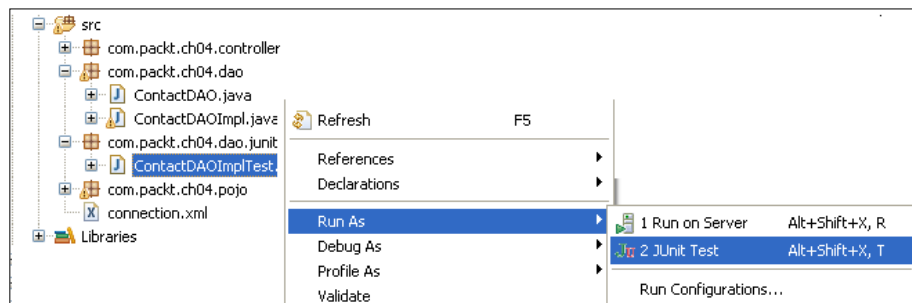 src
com.packt.ch04.controller
com.packt.ch04.dao
ContactDAO.java
ContactDAOImpl.java
com.packt.ch04.dao.junit
ContactDAOImplTest.
com.packt.ch04.pojo
connection.xml
Libraries
Refresh F5
References
Declarations
Run As
Debug As
Profile As
Validate
1 Run on Server Alt+Shift+X, R
2 JUnit Test Alt+Shift+X, T
Run Configurations...